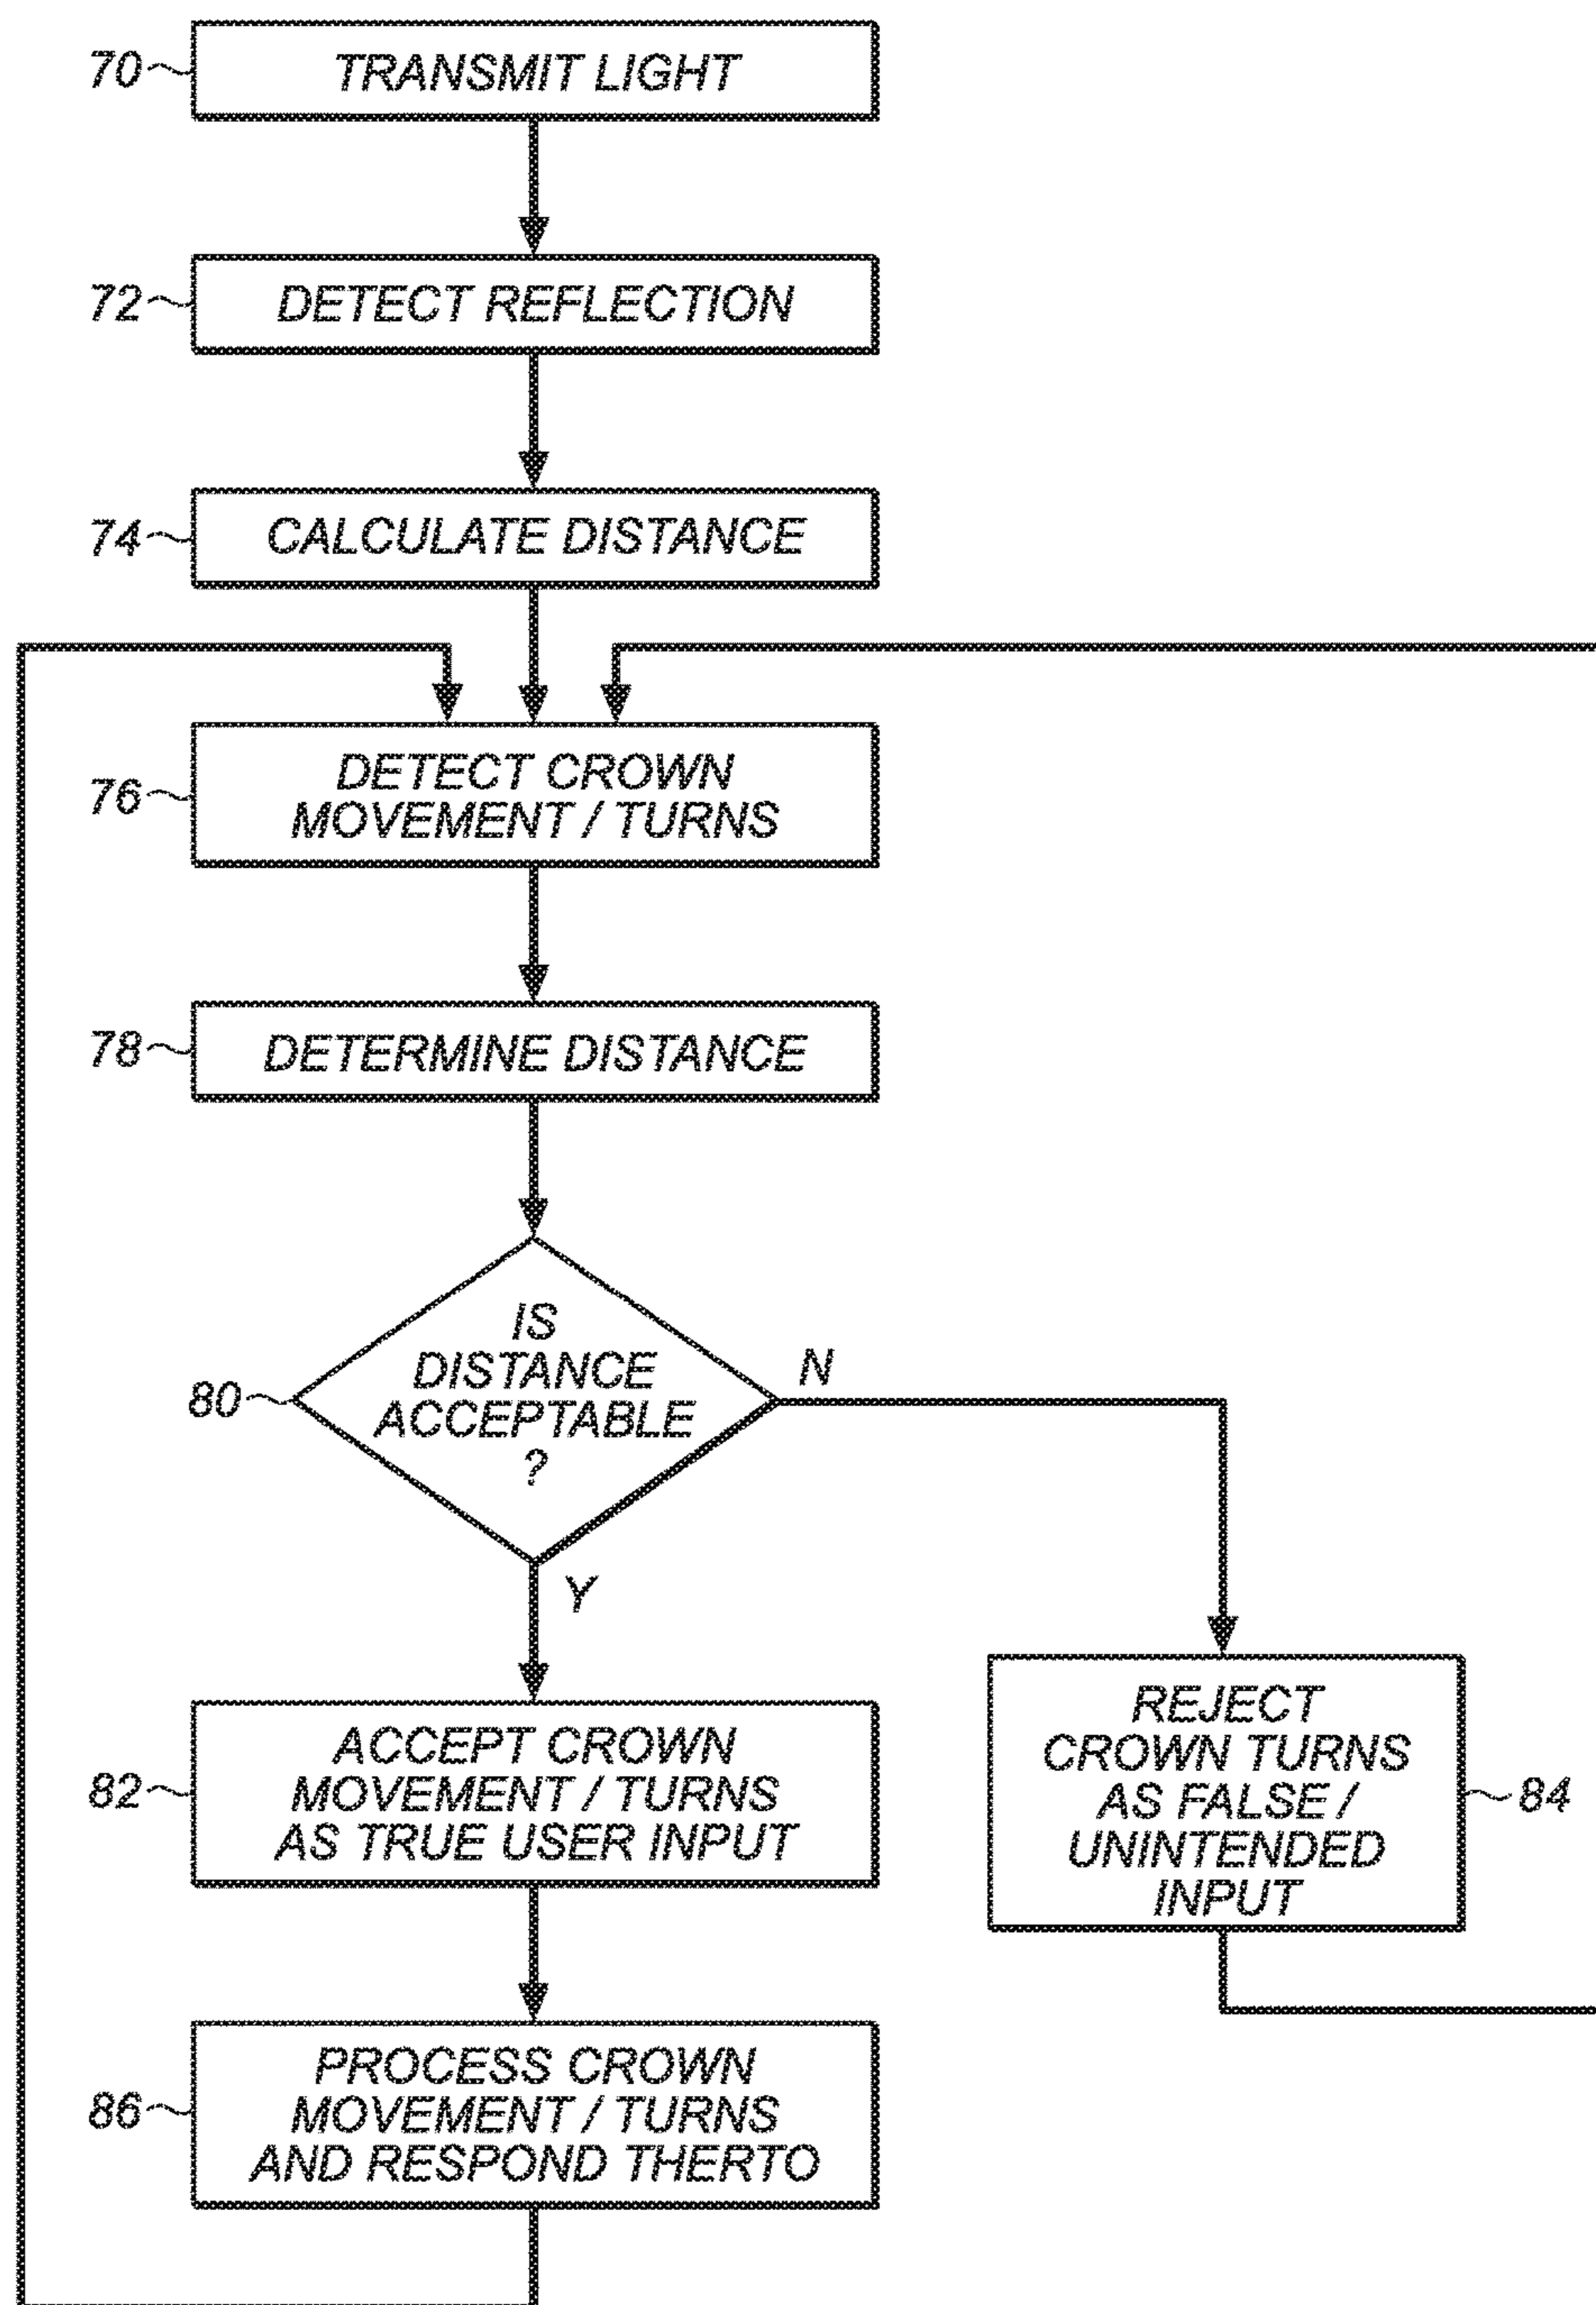 70
TRANSMIT LIGHT
72
DETECT REFLECTION
74
CALCULATE DISTANCE
76
DETECT CROWN
MOVEMENT / TURNS
78
DETERMINE DISTANCE
80
IS
DISTANCE
ACCEPTABLE
?
N
Y
82
ACCEPT CROWN
MOVEMENT / TURNS
AS TRUE USER INPUT
REJECT
CROWN TURNS
AS FALSE /
UNINTENDED
INPUT
84
86
PROCESS CROWN
MOVEMENT / TURNS
AND RESPOND THERTO